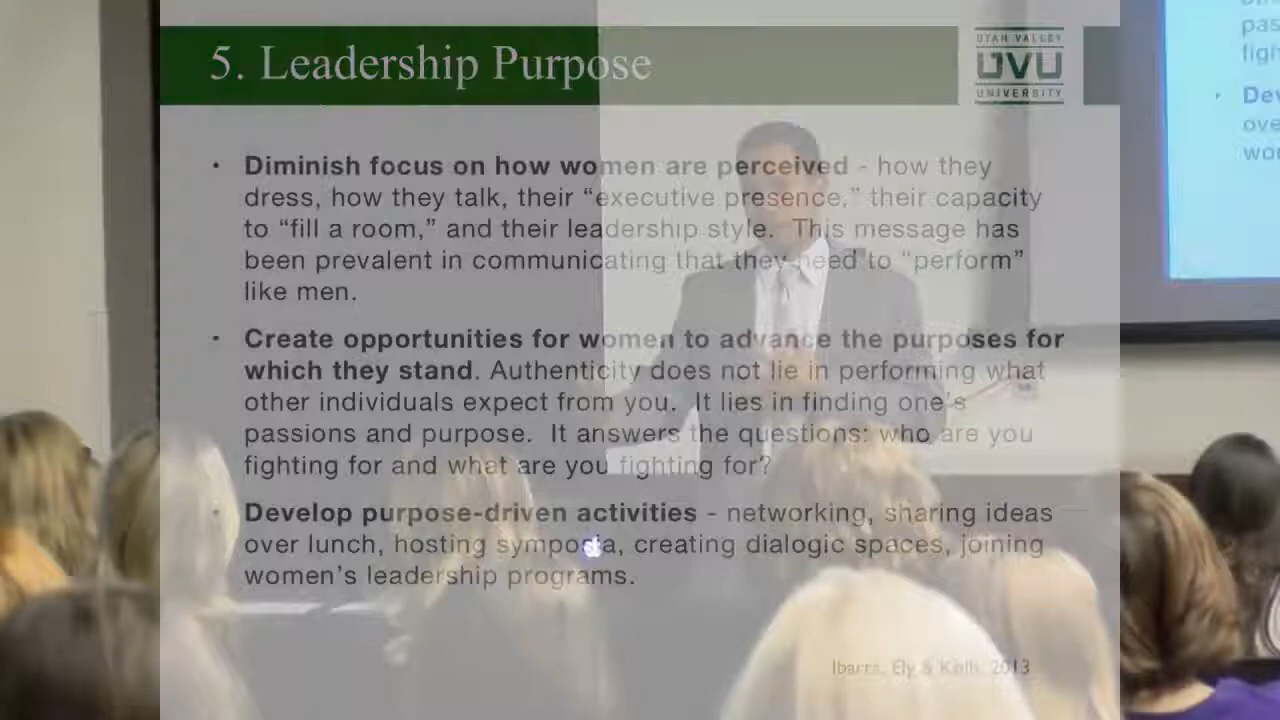 5. Leadership Purpose
UTAH VALLEY
UVU
UNIVERSITY
• Diminish focus on how women are perceived - how they
dress, how they talk, their “executive presence,” their capacity
to “fill a room,” and their leadership style.  This message has
been prevalent in communicating that they need to “perform”
like men.
• Create opportunities for women to advance the purposes for
which they stand. Authenticity does not lie in performing what
other individuals expect from you.  It lies in finding one’s
passions and purpose.  It answers the questions: who are you
fighting for and what are you fighting for?
• Develop purpose-driven activities - networking, sharing ideas
over lunch, hosting symposia, creating dialogic spaces, joining
women’s leadership programs.
Ibarra, Ely & Kolb, 2013
pas
figh
• Dev
ove
wor